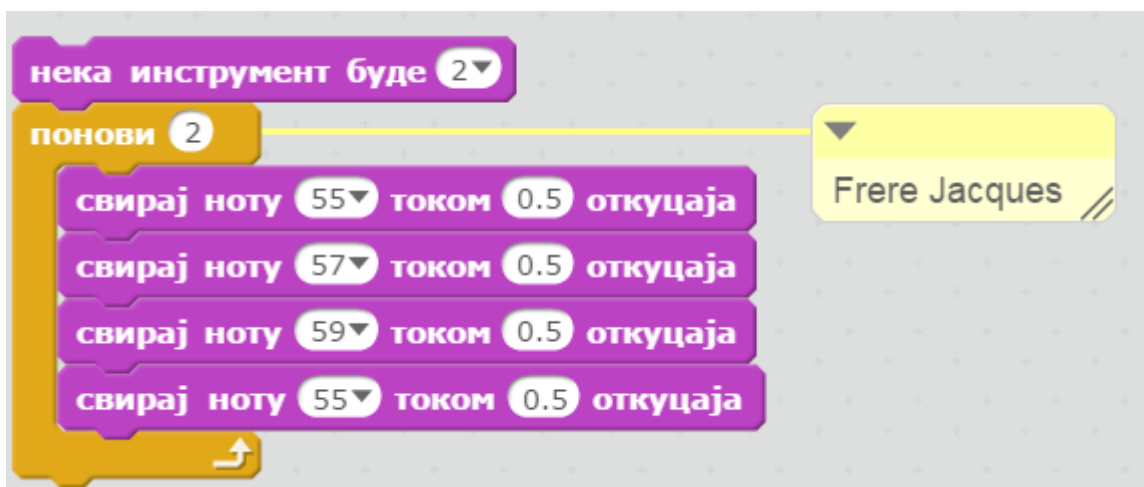 нека инструмент буде 2
понови 2
Frere Jacques
свирај ноту 55 током 0.5 откуцаја
свирај ноту 57 током 0.5 откуцаја
свирај ноту 59 током 0.5 откуцаја
свирај ноту 55 током 0.5 откуцаја